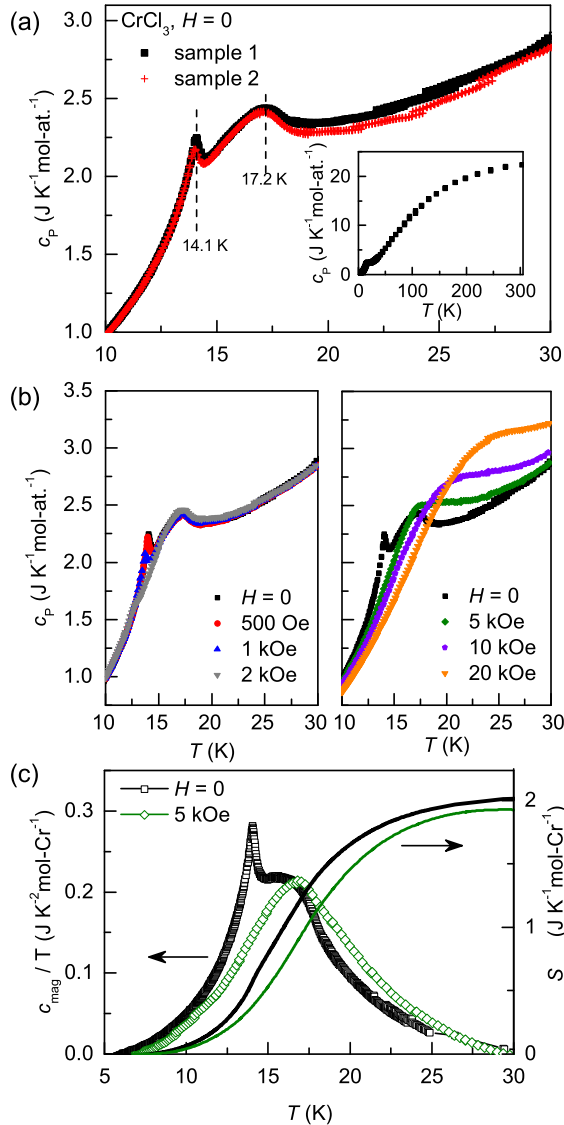 (a)
CrCl₃, H = 0
sample 1
sample 2
14.1 K
17.2 K
cₚ (J K⁻¹mol-at.⁻¹)
3.0
2.5
2.0
1.5
1.0
10 15 20 25 30
T (K)
cₚ (J K⁻¹mol-at.⁻¹)
20
10
0
0 100 200 300
T (K)
(b)
cₚ (J K⁻¹mol-at.⁻¹)
3.5
3.0
2.5
2.0
1.5
1.0
H = 0
500 Oe
1 kOe
2 kOe
10 15 20 25 30
T (K)
H = 0
5 kOe
10 kOe
20 kOe
10 15 20 25 30
T (K)
(c)
H = 0
5 kOe
c_mag / T (J K⁻²mol-Cr⁻¹)
0.3
0.2
0.1
0.0
5 10 15 20 25 30
T (K)
2
1
0
S (J K⁻¹mol-Cr⁻¹)